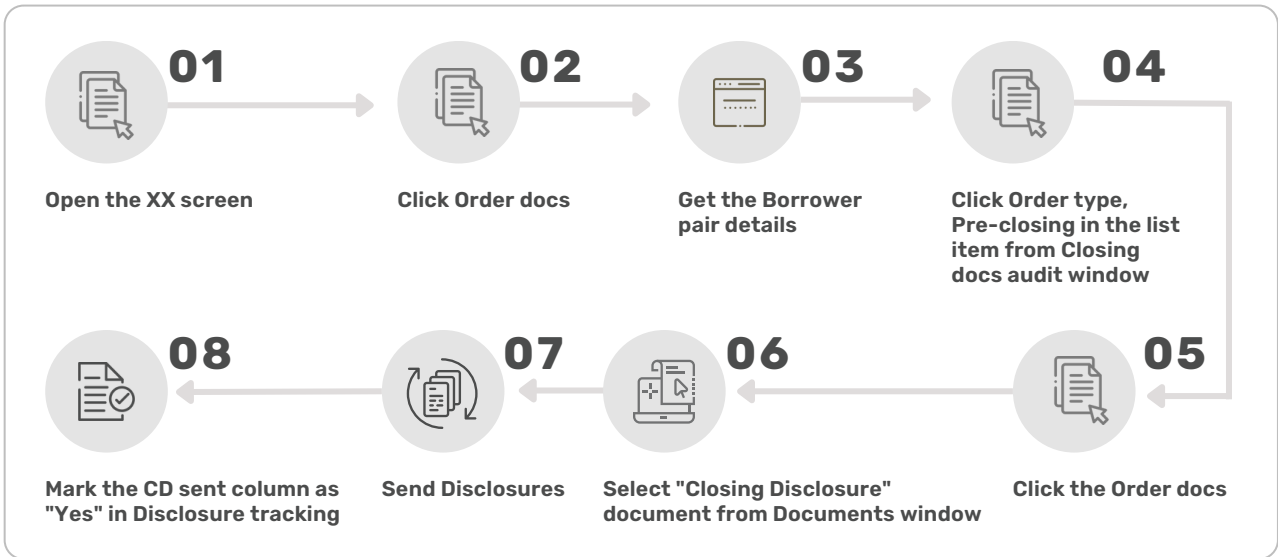 01
Open the XX screen
02
Click Order docs
03
Get the Borrower
pair details
04
Click Order type,
Pre-closing in the list
item from Closing
docs audit window
05
Click the Order docs
06
Select "Closing Disclosure"
document from Documents window
07
Send Disclosures
08
Mark the CD sent column as
"Yes" in Disclosure tracking